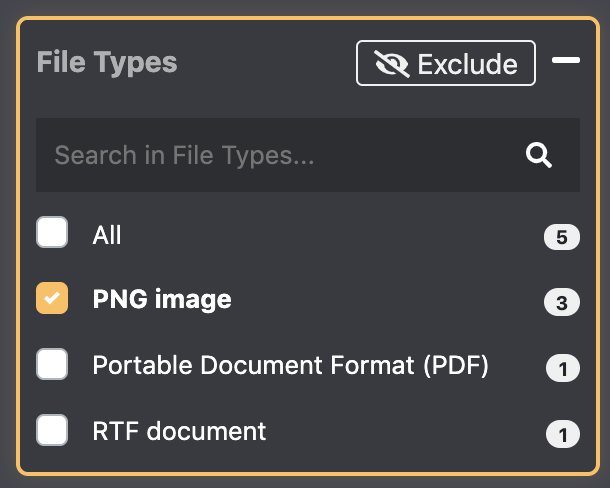 File Types Exclude
Search in File Types...
All 5
PNG image 3
Portable Document Format (PDF) 1
RTF document 1